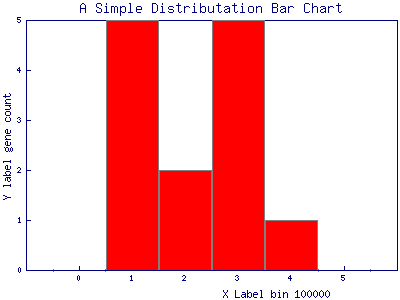 A Simple Distributation Bar Chart
5
4
3
2
1
0
Y label gene count
0 1 2 3 4 5
X Label bin 100000